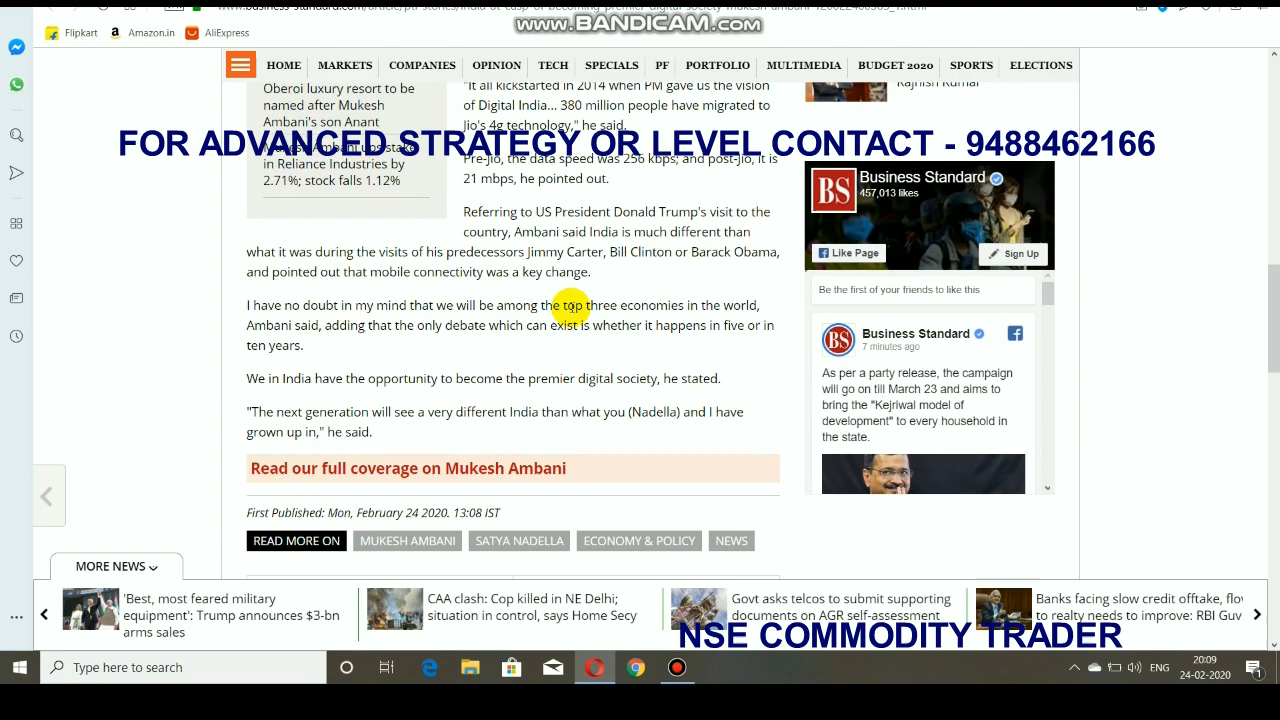 www.BANDICAM.com
Flipkart
Amazon.in
AliExpress
HOME
MARKETS
COMPANIES
OPINION
TECH
SPECIALS
PF
PORTFOLIO
MULTIMEDIA
BUDGET 2020
SPORTS
ELECTIONS
Oberoi luxury resort to
be named after Mukesh
Ambani's son Anant
in Reliance Industries by
2.71%; stock falls 1.12%
"It all kickstarted in 2014 when PM gave us the vision
of Digital India... 380 million people have migrated to
Jio's 4g technology," he said.
FOR ADVANCED STRATEGY OR LEVEL CONTACT - 9488462166
Pre-Jio, the data speed was 256 kbps; and post-Jio, it is
21 mbps, he pointed out.
Referring to US President Donald Trump's visit to the
country, Ambani said India is much different than
what it was during the visits of his predecessors Jimmy Carter, Bill Clinton or Barack Obama,
and pointed out that mobile connectivity was a key change.
I have no doubt in my mind that we will be among the top three economies in the world,
Ambani said, adding that the only debate which can exist is whether it happens in five or in
ten years.
We in India have the opportunity to become the premier digital society, he stated.
"The next generation will see a very different India than what you (Nadella) and I have
grown up in," he said.
Read our full coverage on Mukesh Ambani
First Published: Mon, February 24 2020. 13:08 IST
READ MORE ON
MUKESH AMBANI
SATYA NADELLA
ECONOMY & POLICY
NEWS
Rajnish Kumar
BS
Business Standard
457,013 likes
Like Page
Sign Up
Be the first of your friends to like this
BS
Business Standard
7 minutes ago
As per a party release, the campaign
will go on till March 23 and aims to
bring the "Kejriwal model of
development" to every household in
the state.
MORE NEWS
'Best, most feared military
equipment': Trump announces $3-bn
arms sales
CAA clash: Cop killed in NE Delhi;
situation in control, says Home Secy
Govt asks telcos to submit supporting
documents on AGR self-assessment
Banks facing slow credit offtake, flow
to realty needs to improve: RBI Guv
NSE COMMODITY TRADER
Type here to search
ENG
20:09
24-02-2020
1